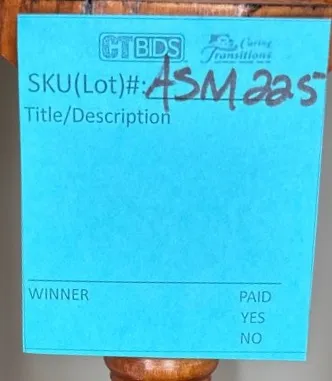 CTBIDS Caring Transitions
SKU(Lot)#: ASM225
Title/Description
WINNER PAID
YES
NO